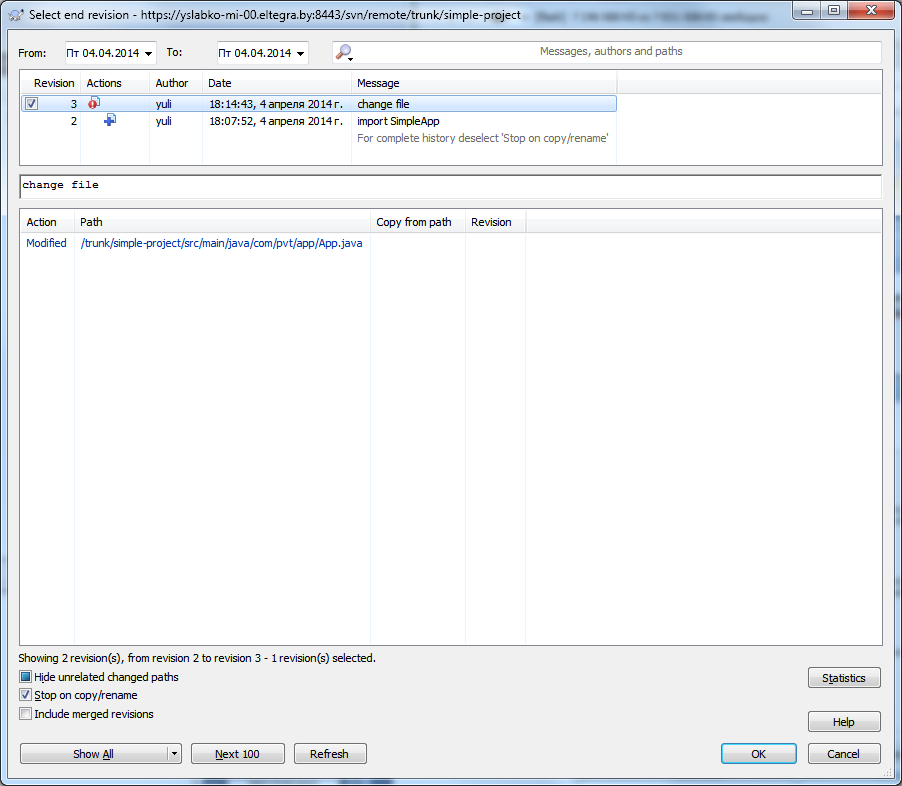 Select end revision - https://yslabko-mi-00.eltegra.by:8443/svn/remote/trunk/simple-project
From: Пт 04.04.2014 To: Пт 04.04.2014 Messages, authors and paths
Revision Actions Author Date Message
3 yuli 18:14:43, 4 апреля 2014 г. change file
2 yuli 18:07:52, 4 апреля 2014 г. import SimpleApp
For complete history deselect 'Stop on copy/rename'
change file
Action Path Copy from path Revision
Modified /trunk/simple-project/src/main/java/com/pvt/app/App.java
Showing 2 revision(s), from revision 2 to revision 3 - 1 revision(s) selected.
Hide unrelated changed paths
Statistics
Stop on copy/rename
Include merged revisions
Help
Show All Next 100 Refresh OK Cancel